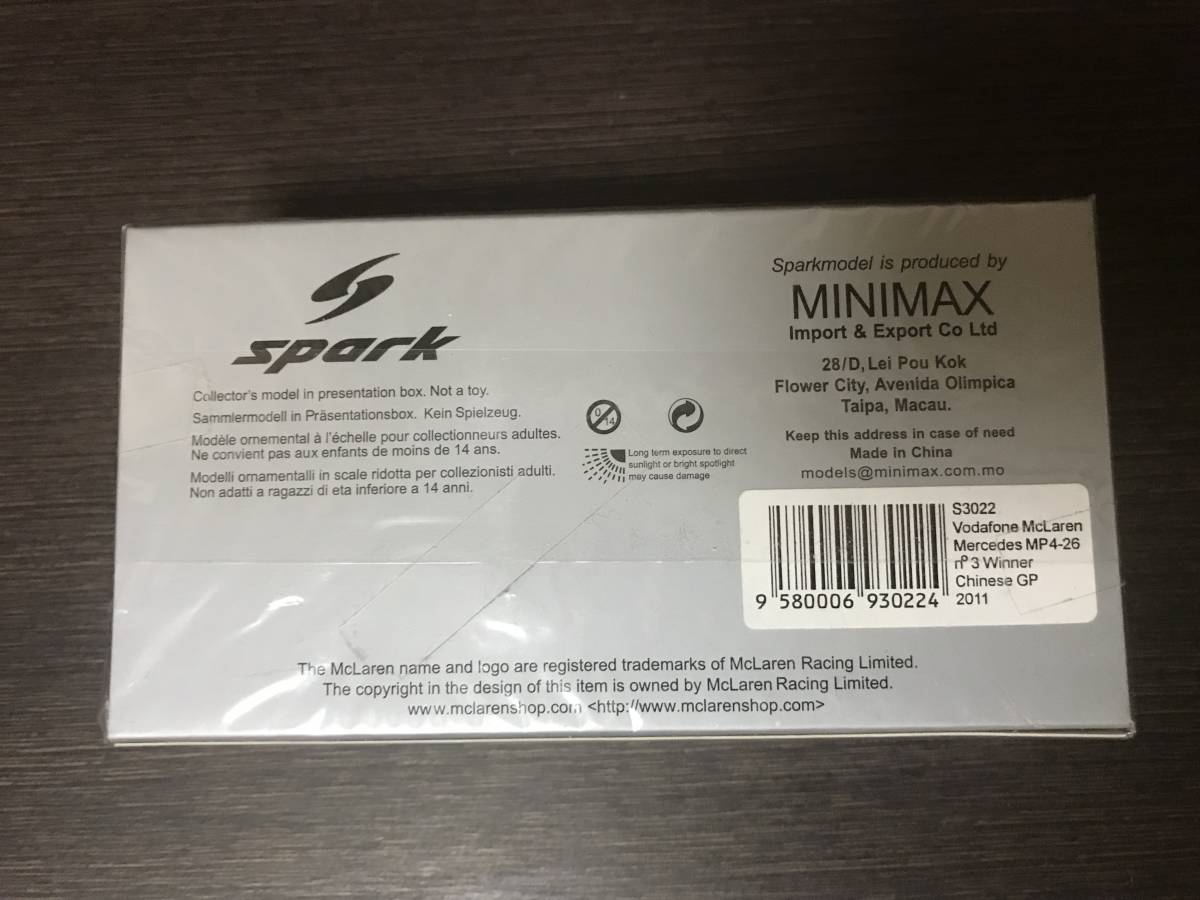 spark
Collector's model in presentation box. Not a toy.
Sammlermodell in Präsentationsbox. Kein Spielzeug.
Modèle ornemental à l'échelle pour collectionneurs adultes.
Ne convient pas aux enfants de moins de 14 ans.
Modelli ornamentalli in scale ridotta per collezionisti adulti.
Non adatti a ragazzi di eta inferiore a 14 anni.
0
14
Long term exposure to direct
sunlight or bright spotlight
may cause damage
Sparkmodel is produced by
MINIMAX
Import & Export Co Ltd
28/D, Lei Pou Kok
Flower City, Avenida Olimpica
Taipa, Macau.
Keep this address in case of need
Made in China
models@minimax.com.mo
S3022
Vodafone McLaren
Mercedes MP4-26
nº3 Winner
Chinese GP
2011
9 580006 930224
The McLaren name and logo are registered trademarks of McLaren Racing Limited.
The copyright in the design of this item is owned by McLaren Racing Limited.
www.mclarenshop.com <http://www.mclarenshop.com>